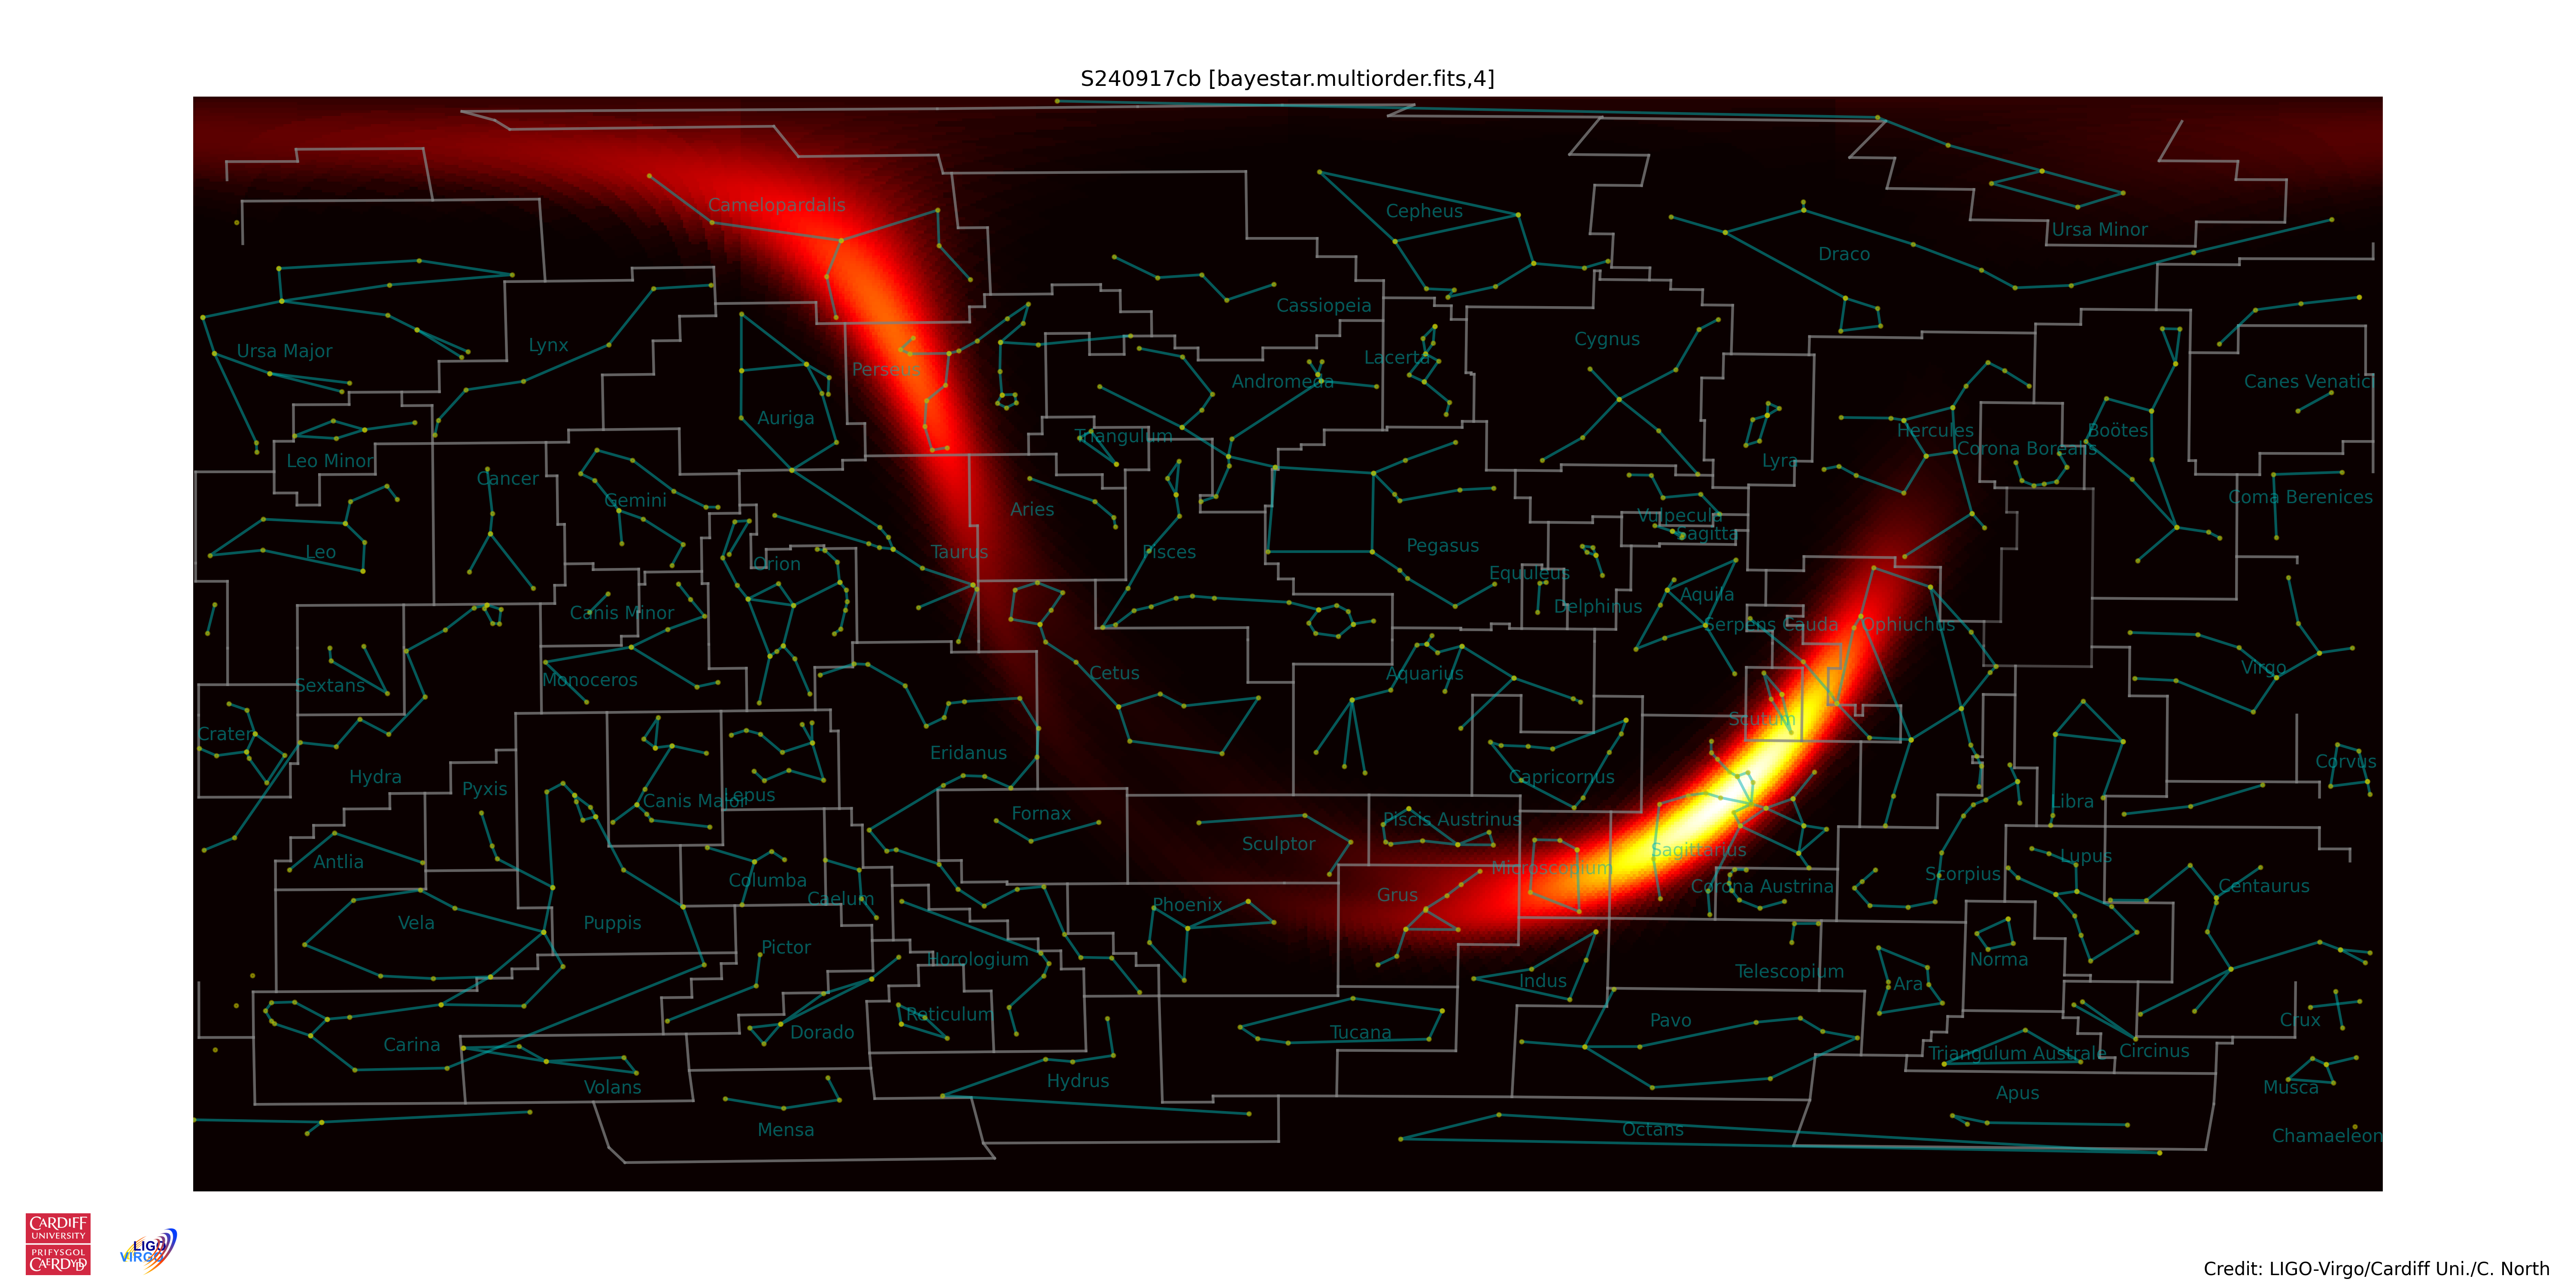 S240917cb [bayestar.multiorder.fits,4]
Camelopardalis
Cepheus
Ursa Minor
Draco
Cassiopeia
Ursa Major
Lynx
Perseus
Andromeda
Lacerta
Cygnus
Canes Venatici
Auriga
Triangulum
Hercules
Boötes
Corona Borealis
Leo Minor
Lyra
Cancer
Gemini
Aries
Coma Berenices
Vulpecula
Sagitta
Leo
Orion
Taurus
Pisces
Pegasus
Equuleus
Canis Minor
Delphinus
Aquila
Serpens Cauda
Ophiuchus
Sextans
Monoceros
Cetus
Aquarius
Virgo
Crater
Scutum
Eridanus
Hydra
Pyxis
Canis Major
Lepus
Capricornus
Corvus
Libra
Fornax
Piscis Austrinus
Antlia
Sculptor
Sagittarius
Lupus
Columba
Caelum
Microscopium
Corona Austrina
Scorpius
Centaurus
Vela
Puppis
Phoenix
Grus
Pictor
Horologium
Indus
Telescopium
Ara
Norma
Reticulum
Dorado
Tucana
Pavo
Crux
Carina
Triangulum Australe
Circinus
Volans
Hydrus
Apus
Musca
Mensa
Octans
Chamaeleon
CARDIFF
UNIVERSITY
PRIFYSGOL
CAERDYDD
LIGO
VIRGO
Credit: LIGO-Virgo/Cardiff Uni./C. North